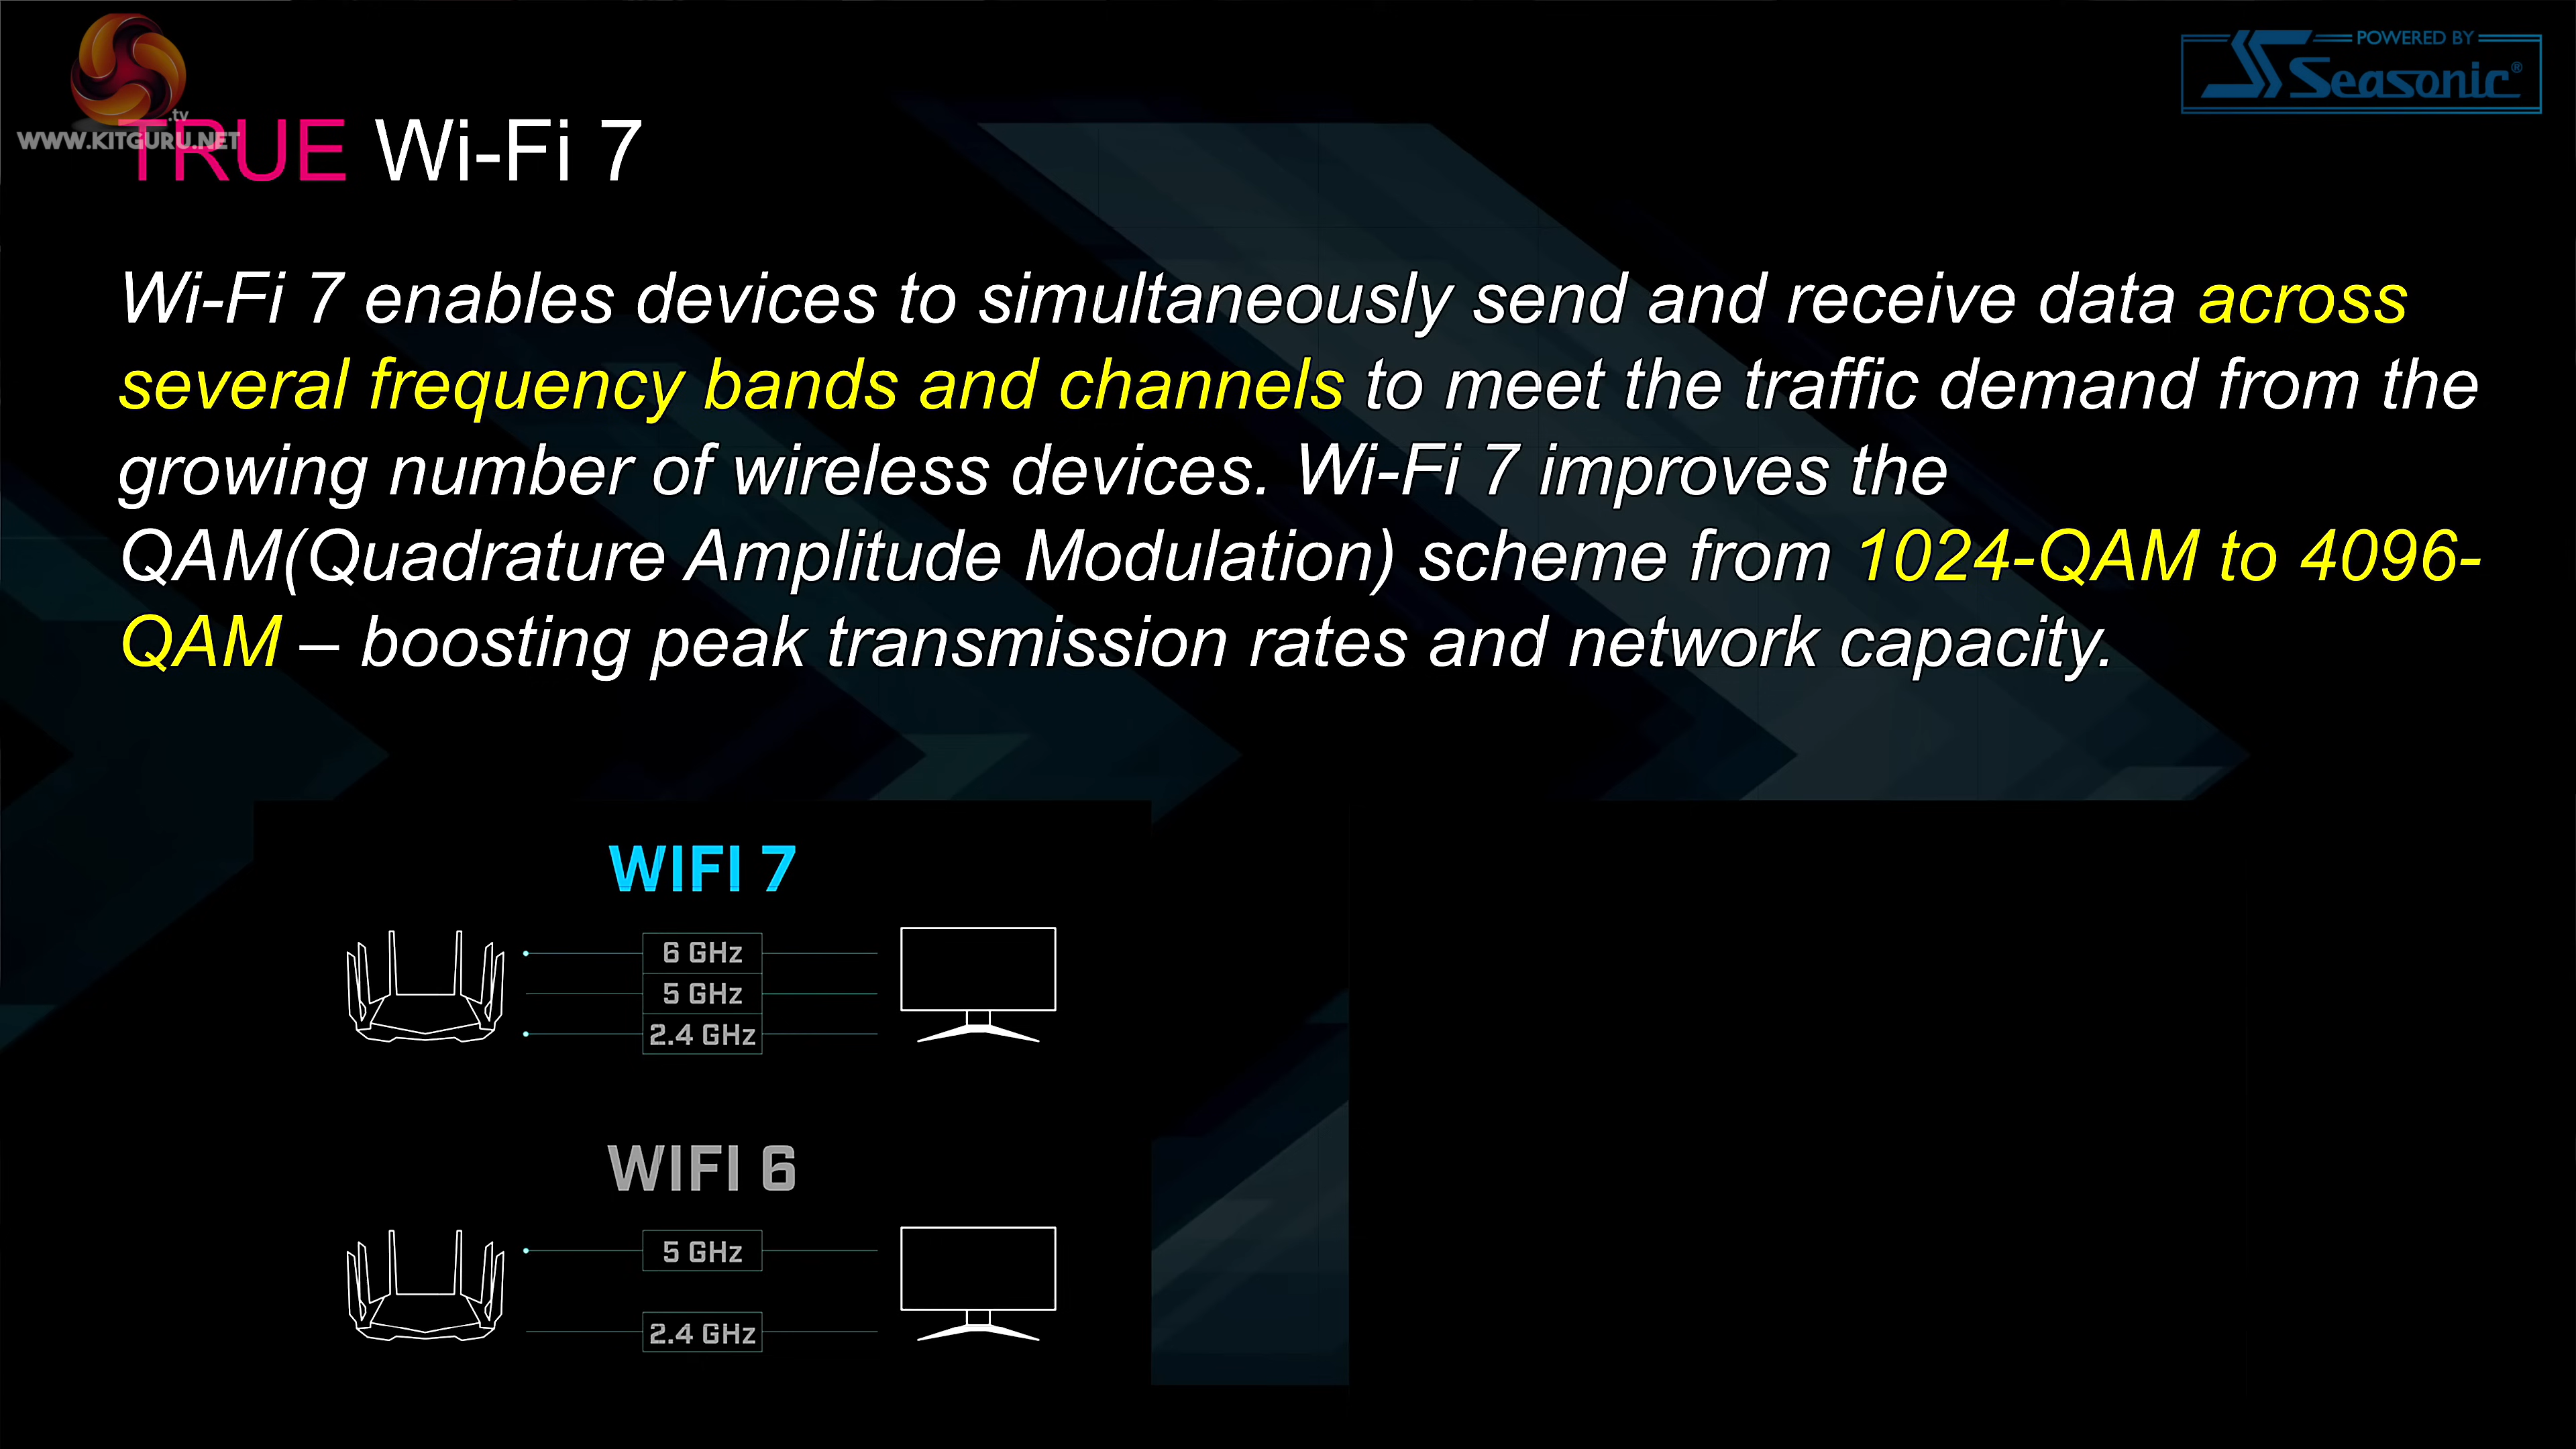 .tv
WWW.KITGURU.NET
POWERED BY
Seasonic®
TRUE Wi-Fi 7
Wi-Fi 7 enables devices to simultaneously send and receive data across
several frequency bands and channels to meet the traffic demand from the
growing number of wireless devices. Wi-Fi 7 improves the
QAM(Quadrature Amplitude Modulation) scheme from 1024-QAM to 4096-
QAM – boosting peak transmission rates and network capacity.
WIFI 7
6 GHz
5 GHz
2.4 GHz
WIFI 6
5 GHz
2.4 GHz